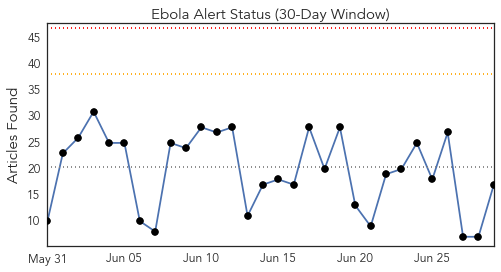 Ebola Alert Status (30-Day Window)
Articles Found
45
40
35
30
25
20
15
10
May 31
Jun 05
Jun 10
Jun 15
Jun 20
Jun 25